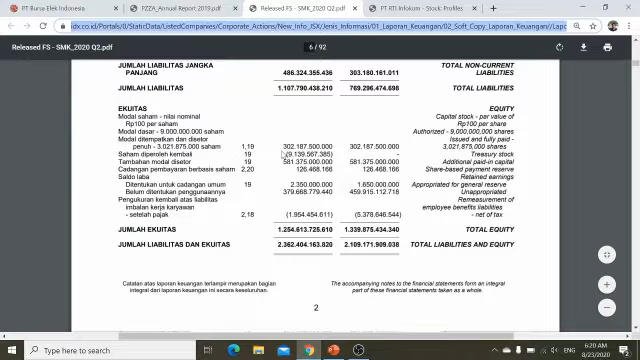 PT Bursa Efek Indonesia
PZZA_Annual Report 2019.pdf
Released FS - SMK_2020 Q2.pdf
PT RTI Infokum - Stock: Profiles
idx.co.id/Portals/0/StaticData/ListedCompanies/Corporate_Actions/New_Info_JSX/Jenis_Informasi/01_Laporan_Keuangan/02_Soft_Copy_Laporan_Keuangan//Lapo
Released FS - SMK_2020 Q2.pdf
6 / 92
JUMLAH LIABILITAS JANGKA TOTAL NON-CURRENT
PANJANG 486.324.355.436 303.180.161.011 LIABILITIES
JUMLAH LIABILITAS 1.107.790.438.210 769.296.474.698 TOTAL LIABILITIES
EKUITAS EQUITY
Modal saham - nilai nominal Capital stock - par value of
Rp100 per saham Rp100 per share
Modal dasar - 9.000.000.000 saham Authorized - 9,000,000,000 shares
Modal ditempatkan dan disetor Issued and fully paid -
penuh - 3.021.875.000 saham 1,19 302.187.500.000 302.187.500.000 3,021,875,000 shares
Saham diperoleh kembali 19 (9.139.567.385) - Treasury stock
Tambahan modal disetor 19 581.375.000.000 581.375.000.000 Additional paid-in capital
Cadangan pembayaran berbasis saham 2,20 126.468.166 126.468.166 Share-based payment reserve
Saldo laba Retained earnings
Ditentukan untuk cadangan umum 19 2.350.000.000 1.650.000.000 Appropriated for general reserve
Belum ditentukan penggunaannya 379.668.779.440 459.915.112.718 Unappropriated
Pengukuran kembali atas liabilitas Remeasurement of
imbalan kerja karyawan employee benefits liabilities
- setelah pajak 2,18 (1.954.454.611) (5.378.646.544) - net of tax
JUMLAH EKUITAS 1.254.613.725.610 1.339.875.434.340 TOTAL EQUITY
JUMLAH LIABILITAS DAN EKUITAS 2.362.404.163.820 2.109.171.909.038 TOTAL LIABILITIES AND EQUITY
Catatan atas laporan keuangan terlampir merupakan bagian The accompanying notes to the financial statements form an integral
integral dari laporan keuangan ini secara keseluruhan. part of these financial statements taken as a whole.
2
6:20 AM
8/23/2020